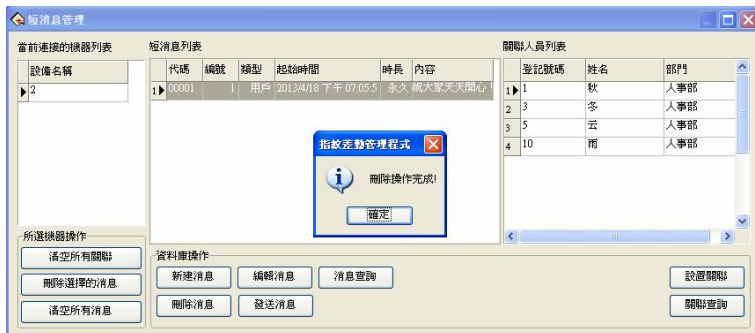 短消息管理
當前連接的機器列表
設備名稱
2
短消息列表
代碼 編號 類型 起始時間 時長 內容
1 00001 1 用戶 2013/4/18 下午 07:05:5 永久 祝大家天天開心！
關聯人員列表
登記號碼 姓名 部門
1 1 秋 人事部
2 3 冬 人事部
3 5 云 人事部
4 10 雨 人事部
指紋差勤管理程式
刪除操作完成!
確定
所選機器操作
清空所有關聯
刪除選擇的消息
清空所有消息
資料庫操作
新建消息 編輯消息 消息查詢 設置關聯
刪除消息 發送消息 關聯查詢